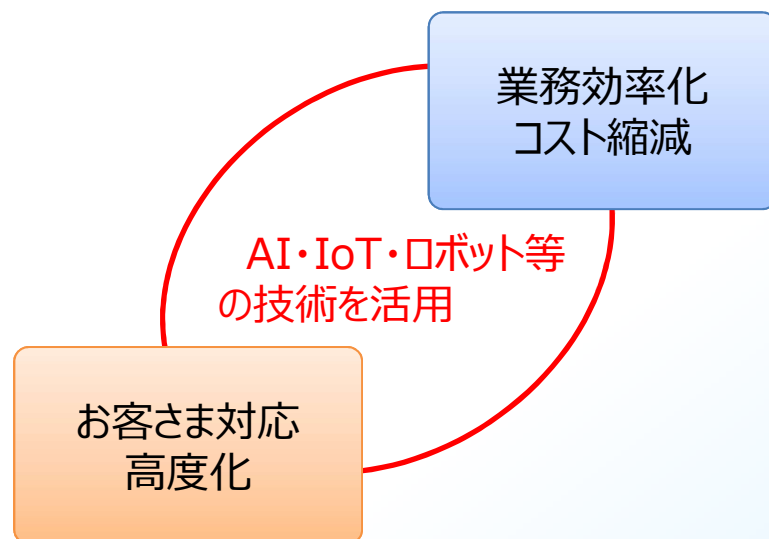 業務効率化
コスト縮減
AI・IoT・ロボット等
の技術を活用
お客さま対応
高度化